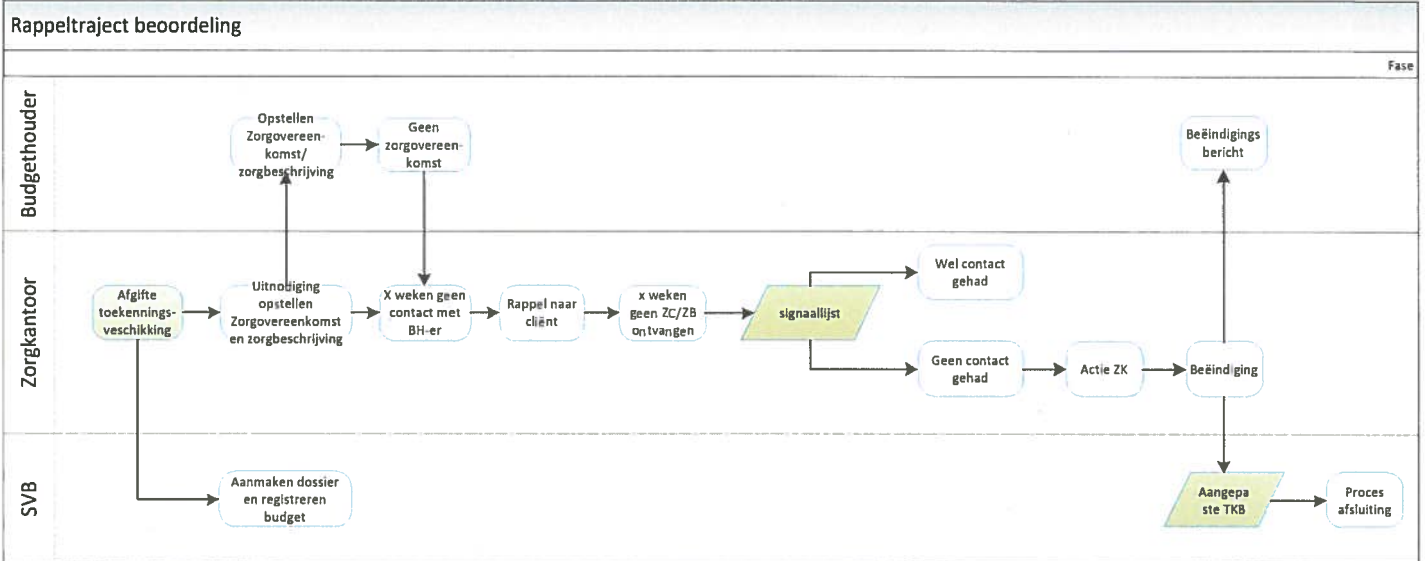 Rappeltraject beoordeling
Fase
Budgethouder
Opstellen
Zorgovereen-
komst/
zorgbeschrijving
Geen
zorgovereen-
komst
Beëindigings
bericht
Zorgkantoor
Afgifte
toekennings-
veschikking
Uitnodiging
opstellen
Zorgovereenkomst
en zorgbeschrijving
X weken geen
contact met
BH-er
Rappel naar
cliënt
x weken
geen ZC/ZB
ontvangen
signaallijst
Wel contact
gehad
Geen contact
gehad
Actie ZK
Beëindiging
SVB
Aanmaken dossier
en registreren
budget
Aangepa
ste TKB
Proces
afsluiting